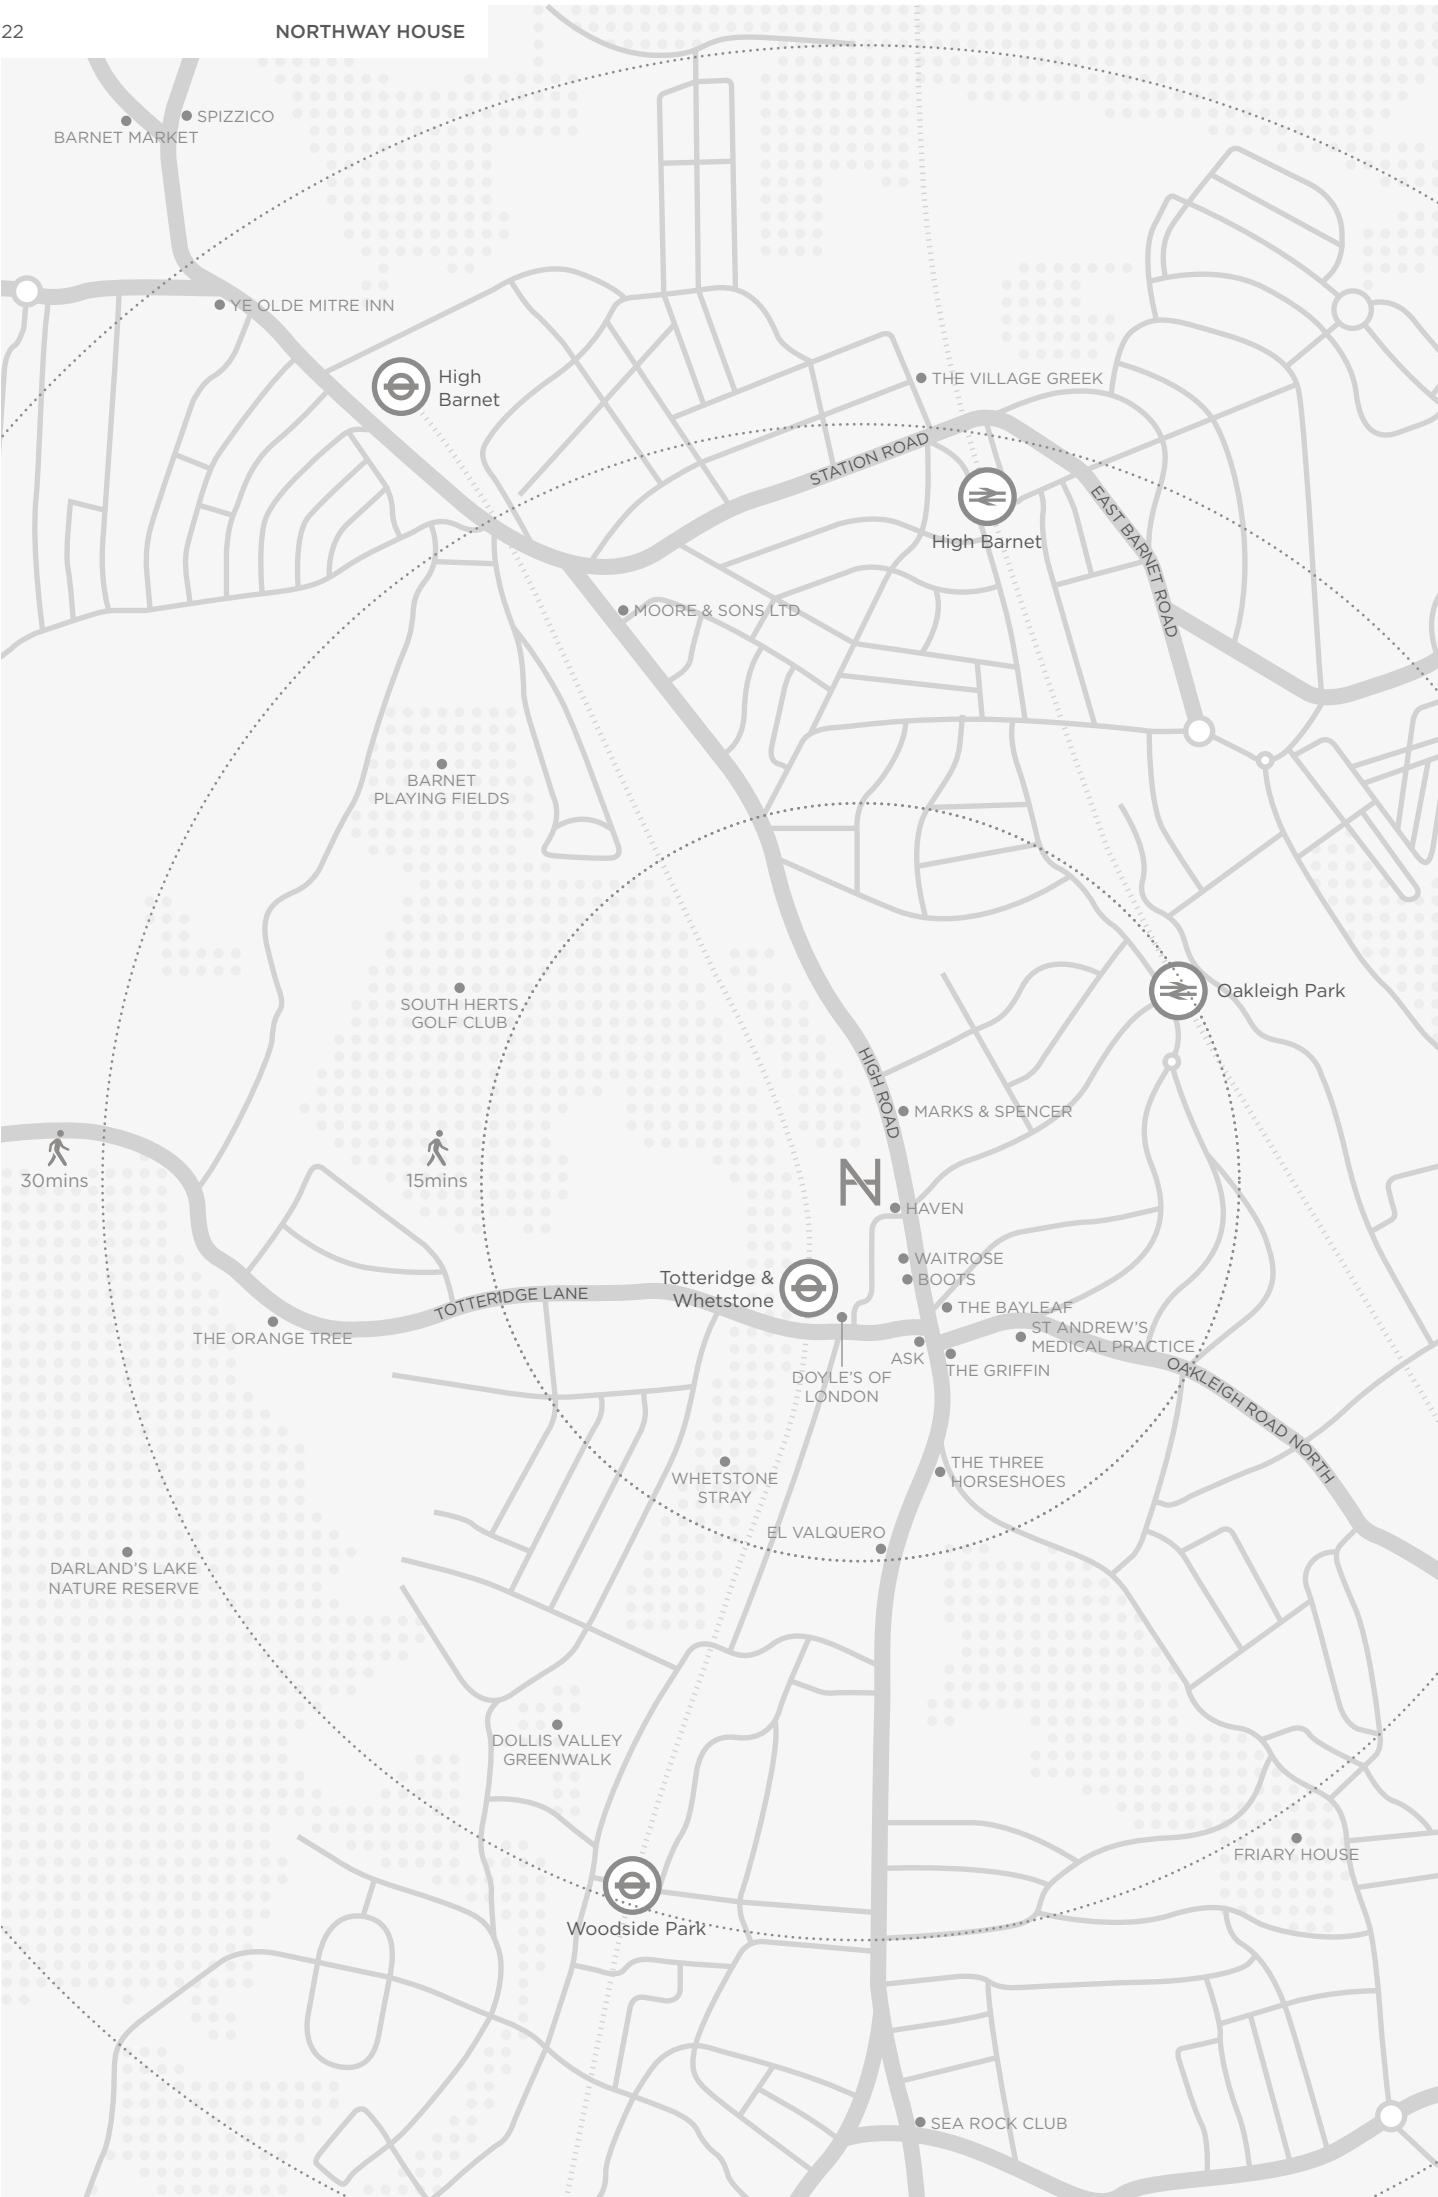 22
NORTHWAY HOUSE
SPIZZICO
BARNET MARKET
YE OLDE MITRE INN
High
Barnet
THE VILLAGE GREEK
STATION ROAD
EAST BARNET ROAD
High Barnet
MOORE & SONS LTD
BARNET
PLAYING FIELDS
SOUTH HERTS
GOLF CLUB
Oakleigh Park
HIGH ROAD
MARKS & SPENCER
30mins
15mins
N
HAVEN
WAITROSE
BOOTS
Totteridge &
Whetstone
TOTTERIDGE LANE
THE BAYLEAF
ST ANDREW'S
MEDICAL PRACTICE
THE ORANGE TREE
ASK
THE GRIFFIN
DOYLE'S OF
LONDON
OAKLEIGH ROAD NORTH
THE THREE
HORSESHOES
WHETSTONE
STRAY
EL VALQUERO
DARLAND'S LAKE
NATURE RESERVE
DOLLIS VALLEY
GREENWALK
FRIARY HOUSE
Woodside Park
SEA ROCK CLUB